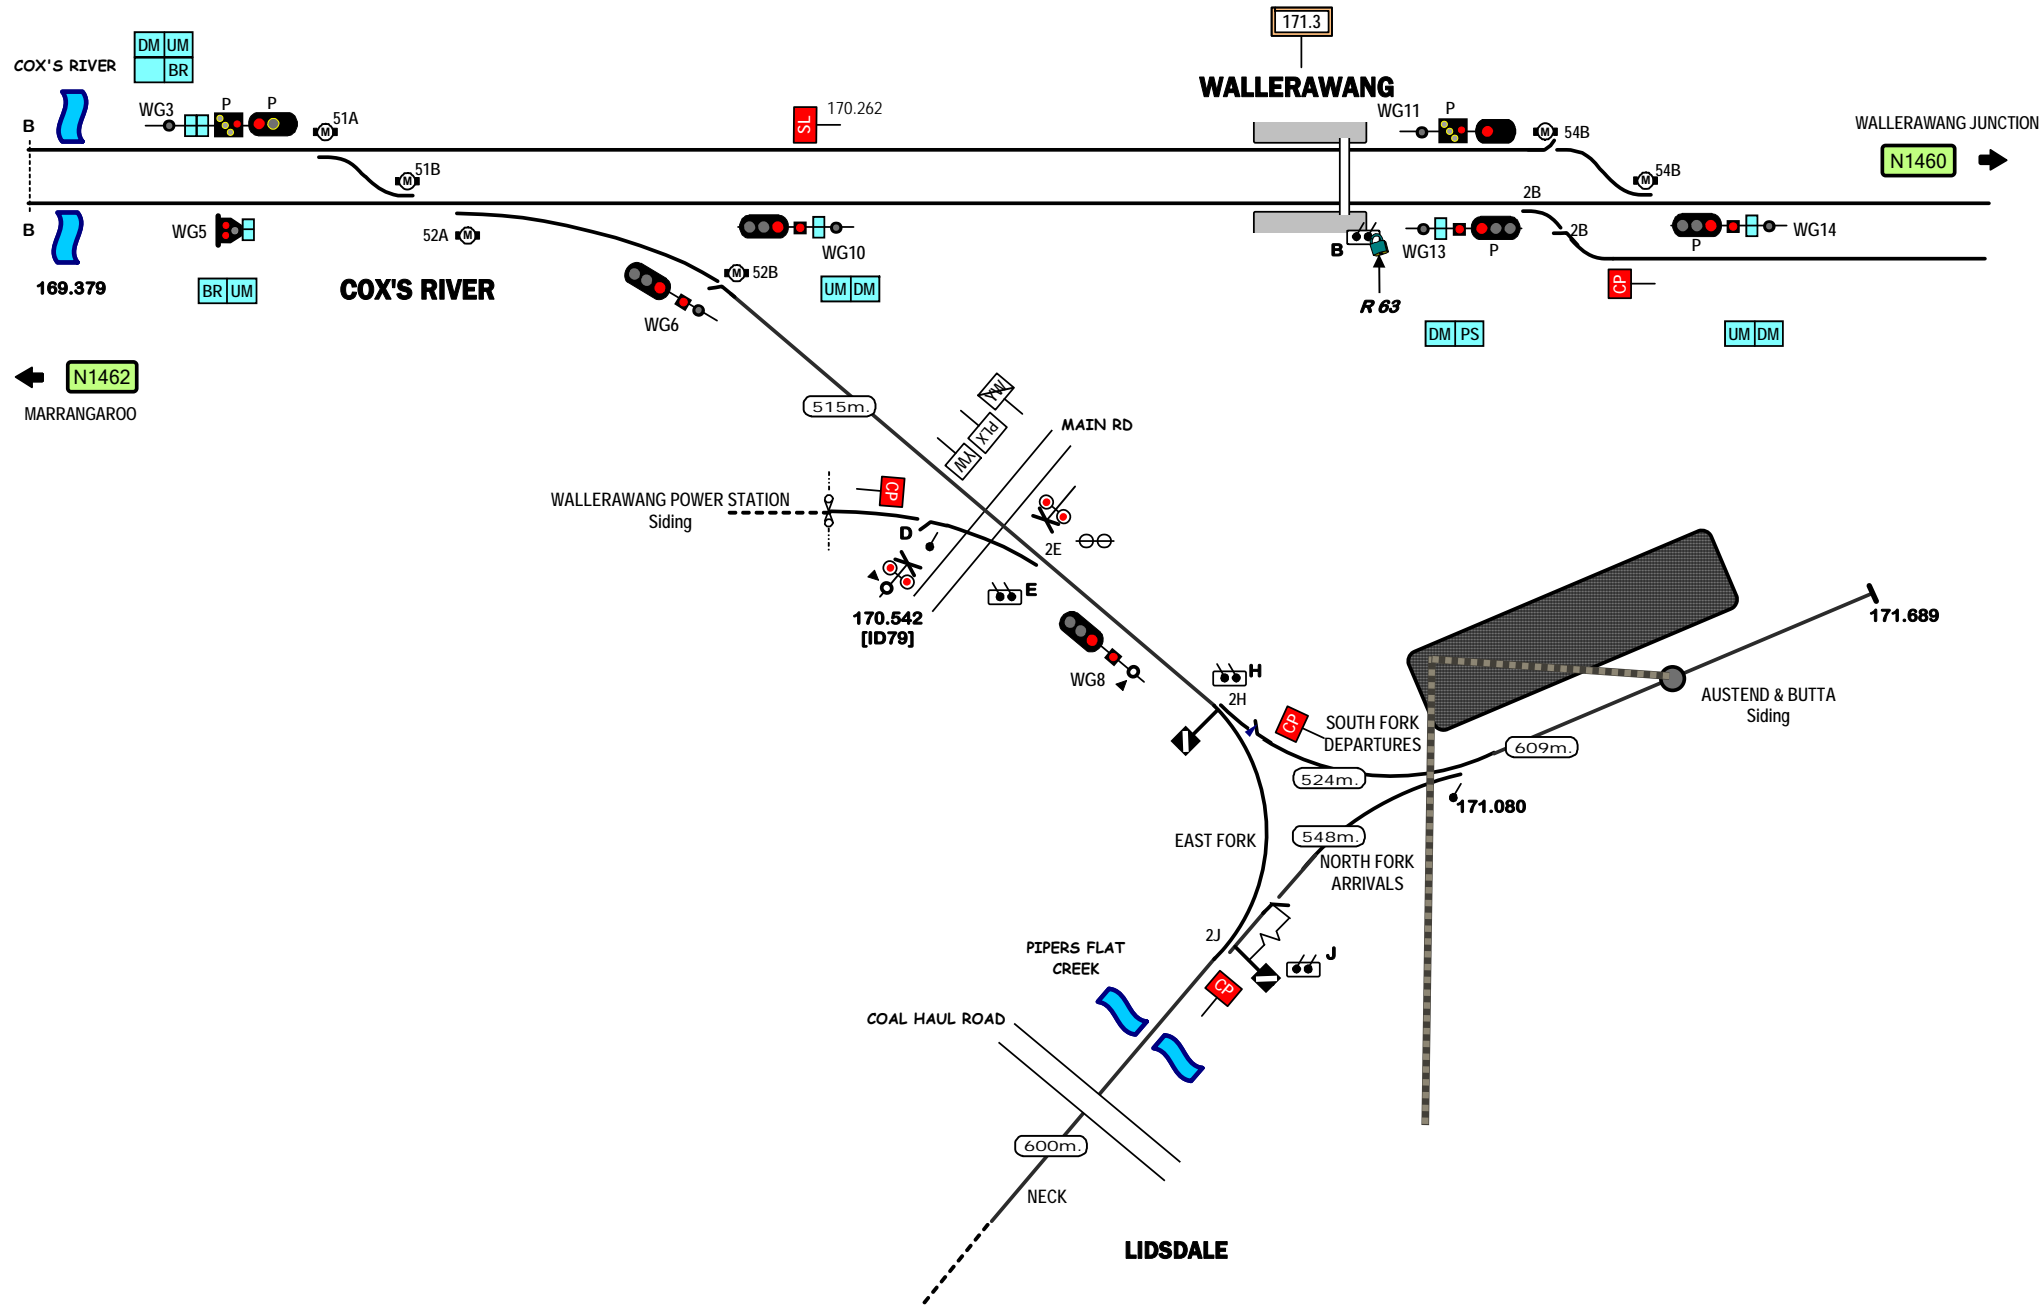 171.3
WALLERAWANG
DM UM
BR
COX'S RIVER
WG3
P
P
51A
SL
170.262
WG11
P
54B
WALLERAWANG JUNCTION
N1460
B
M
M
51B
M
M
54B
2B
B
WG5
52A
M
WG10
B
WG13
P
2B
P
WG14
169.379
BR UM
COX'S RIVER
M
52B
UM DM
CP
R 63
WG6
DM PS
UM DM
N1462
MARRANGAROO
515m.
WA
PLX
YW
MAIN RD
WALLERAWANG POWER STATION
Siding
CP
D
2E
E
170.542
[ID79]
171.689
WG8
H
2H
CP
SOUTH FORK
DEPARTURES
AUSTEND & BUTTA
Siding
609m.
524m.
171.080
EAST FORK
548m.
NORTH FORK
ARRIVALS
2J
J
PIPERS FLAT
CREEK
CP
COAL HAUL ROAD
600m.
NECK
LIDSDALE